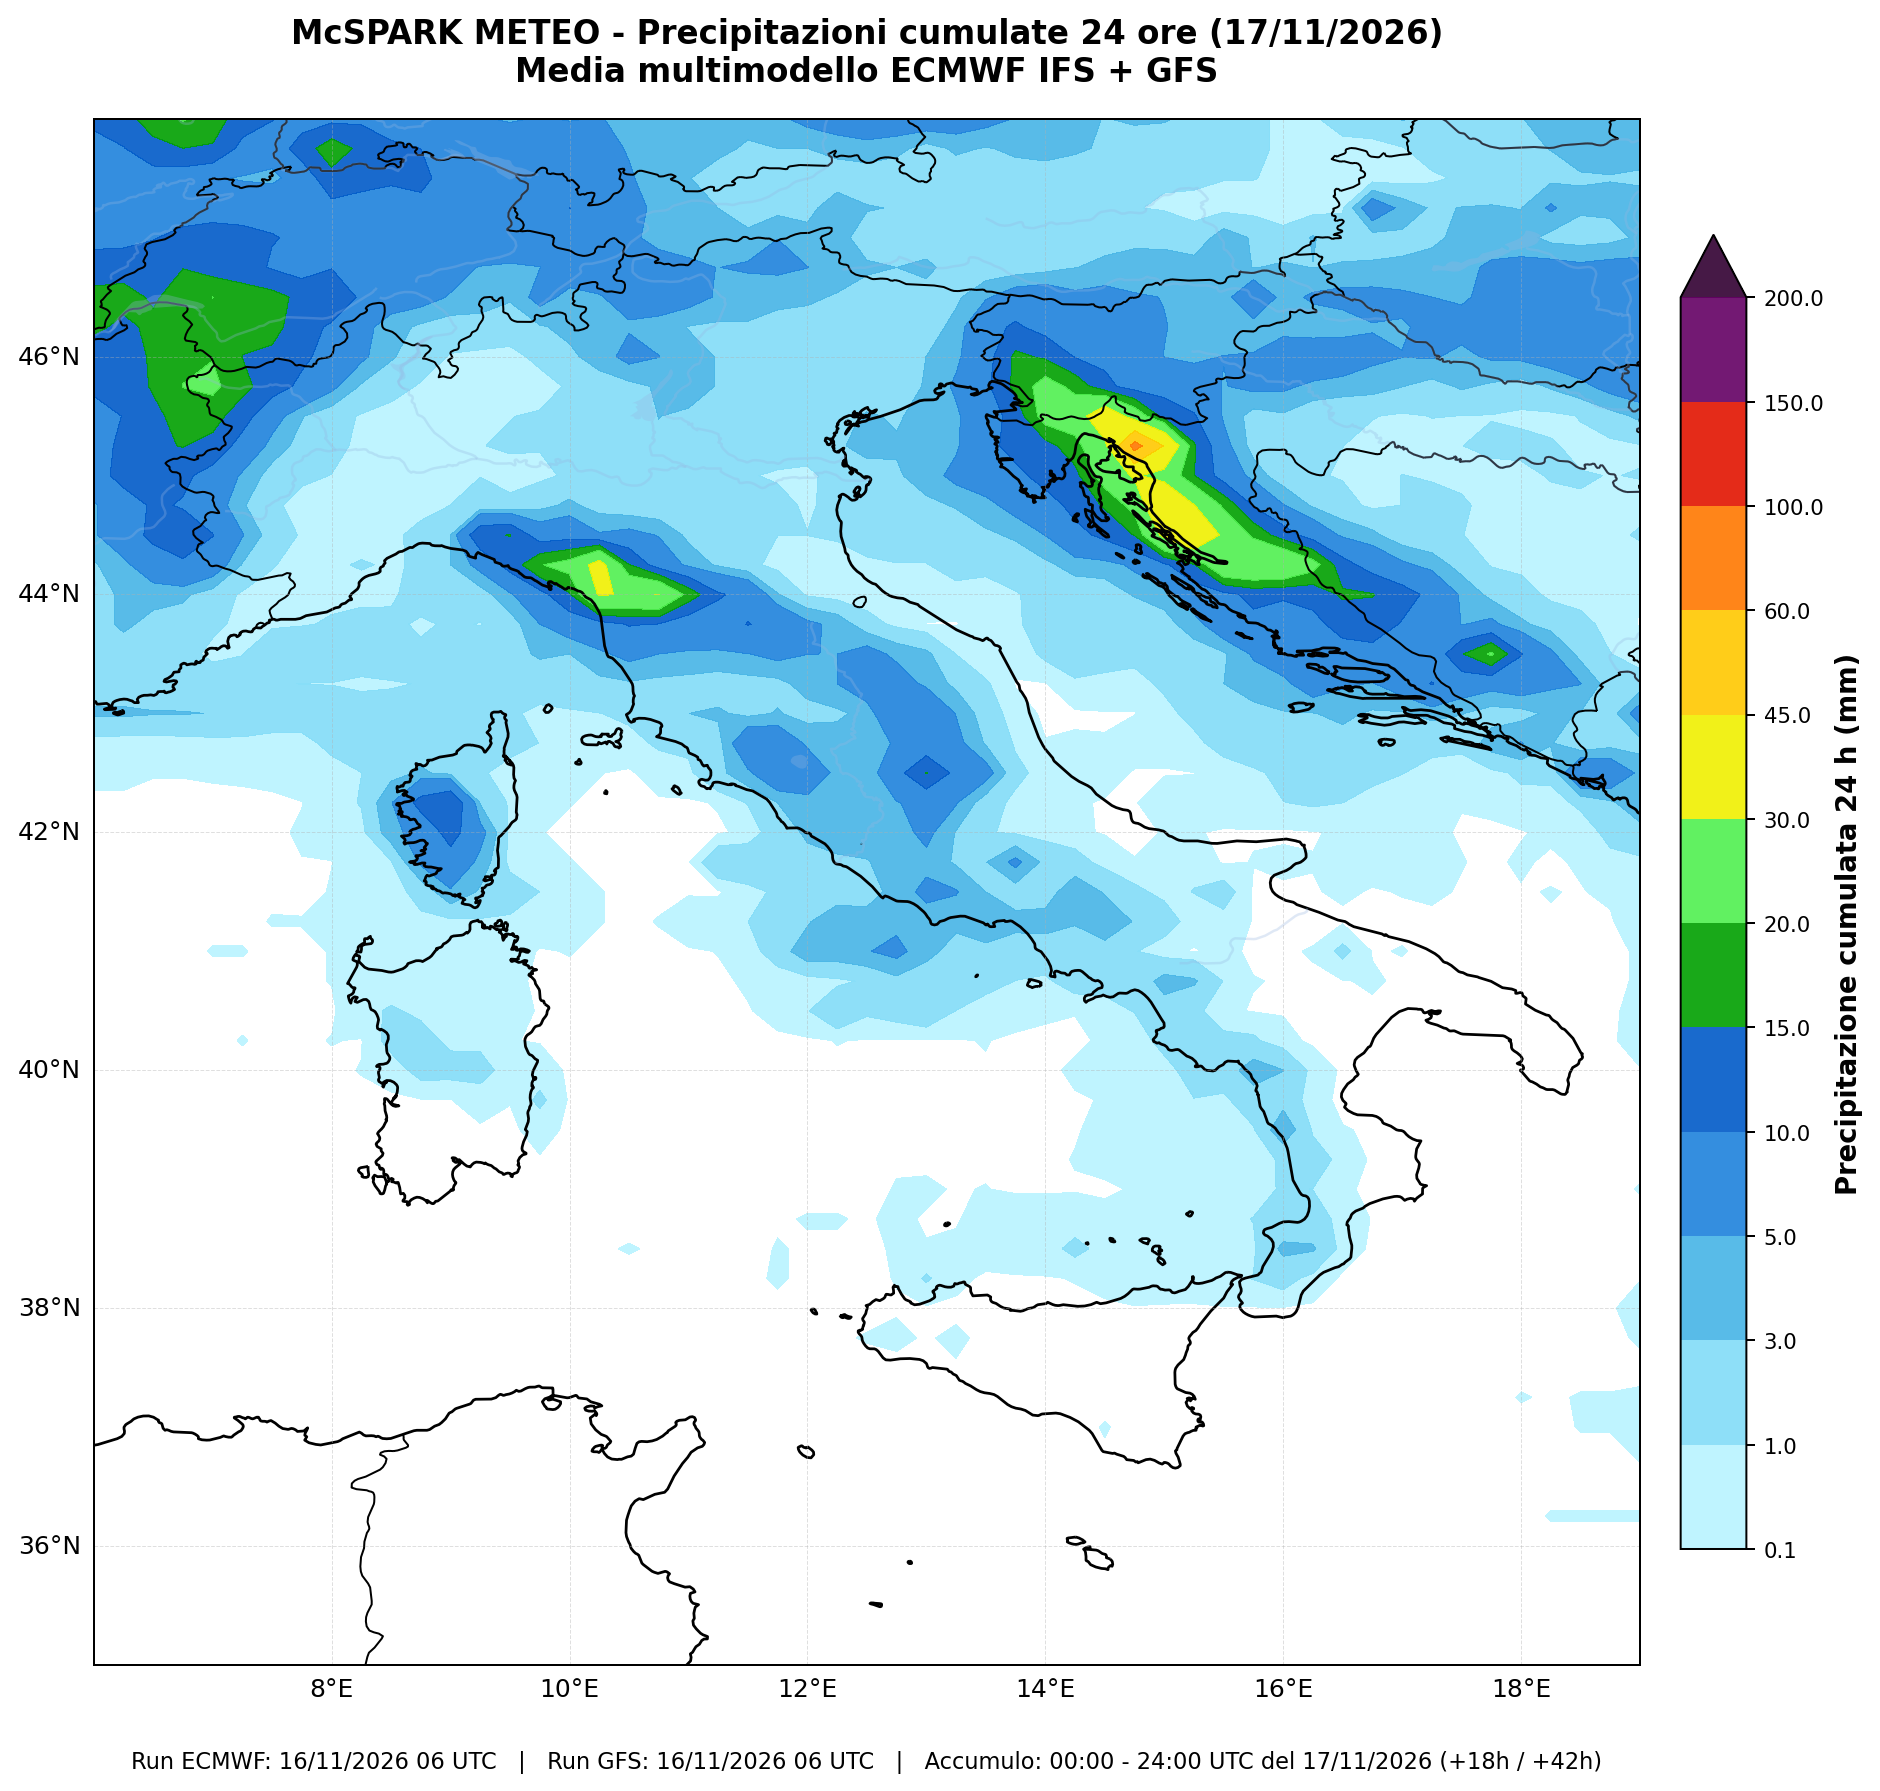 McSPARK METEO - Precipitazioni cumulate 24 ore (17/11/2026)
Media multimodello ECMWF IFS + GFS
46°N
44°N
42°N
40°N
38°N
36°N
8°E
10°E
12°E
14°E
16°E
18°E
200.0
150.0
100.0
60.0
45.0
30.0
20.0
15.0
10.0
5.0
3.0
1.0
0.1
Precipitazione cumulata 24 h (mm)
Run ECMWF: 16/11/2026 06 UTC | Run GFS: 16/11/2026 06 UTC | Accumulo: 00:00 - 24:00 UTC del 17/11/2026 (+18h / +42h)